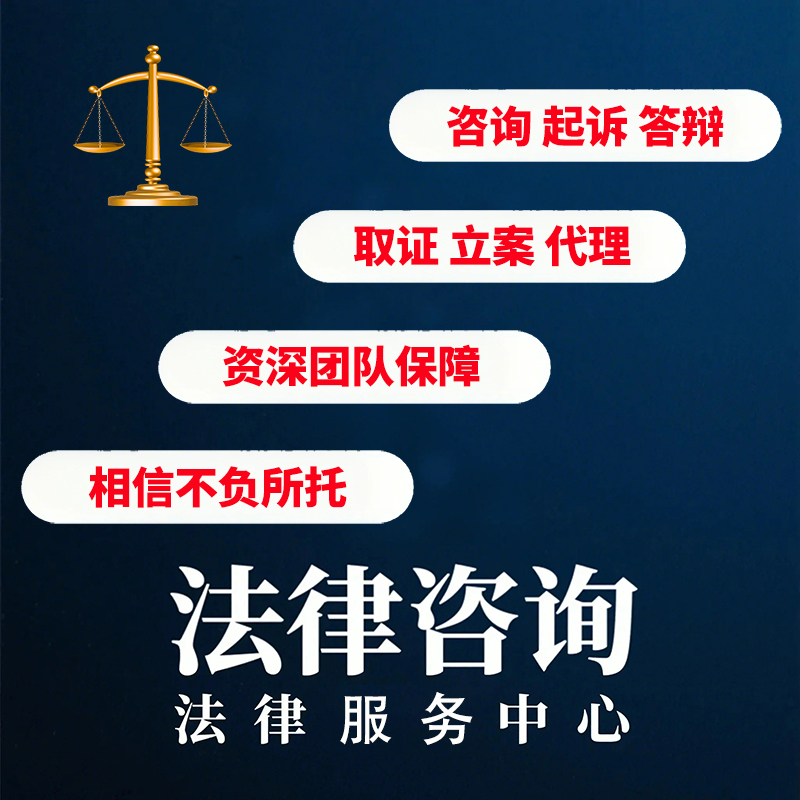 咨询 起诉 答辩
取证 立案 代理
资深团队保障
相信不负所托
法律咨询
法律服务中心